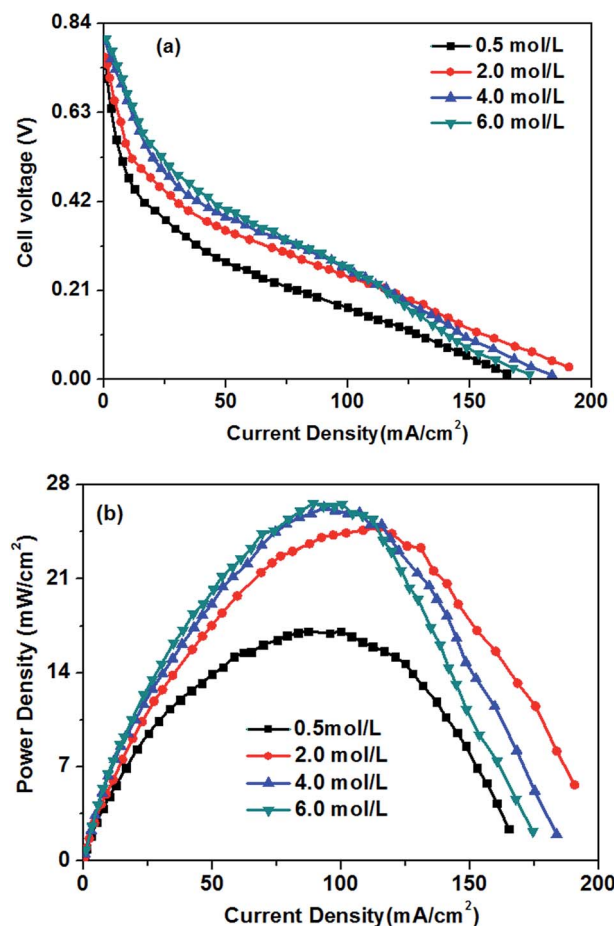 (a)
0.5 mol/L
2.0 mol/L
4.0 mol/L
6.0 mol/L
Cell voltage (V)
0.84
0.63
0.42
0.21
0.00
0 50 100 150 200
Current Density(mA/cm²)
(b)
0.5mol/L
2.0 mol/L
4.0 mol/L
6.0 mol/L
Power Density (mW/cm²)
28
21
14
7
0
0 50 100 150 200
Current Density(mA/cm²)